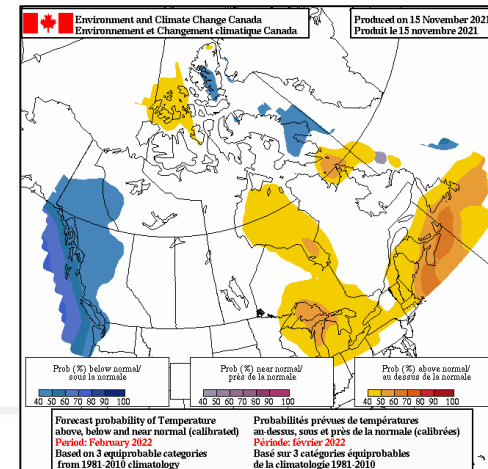 Environment and Climate Change Canada
Environnement et Changement climatique Canada
Produced on 15 November 2021
Produit le 15 novembre 2021
Prob (%) below normal/
sous la normale
40 50 60 70 80 90 100
Prob (%) near normal/
près de la normale
40 50 60 70 80 90 100
Prob (%) above normal/
au dessus de la normale
40 50 60 70 80 90 100
Forecast probability of Temperature
above, below and near normal (calibrated)
Period: February 2022
Based on 3 equiprobable categories
from 1981-2010 climatology
Probabilités prévues de températures
au-dessus, sous et près de la normale (calibrées)
Période: février 2022
Basé sur 3 catégories équiprobables
de la climatologie 1981-2010